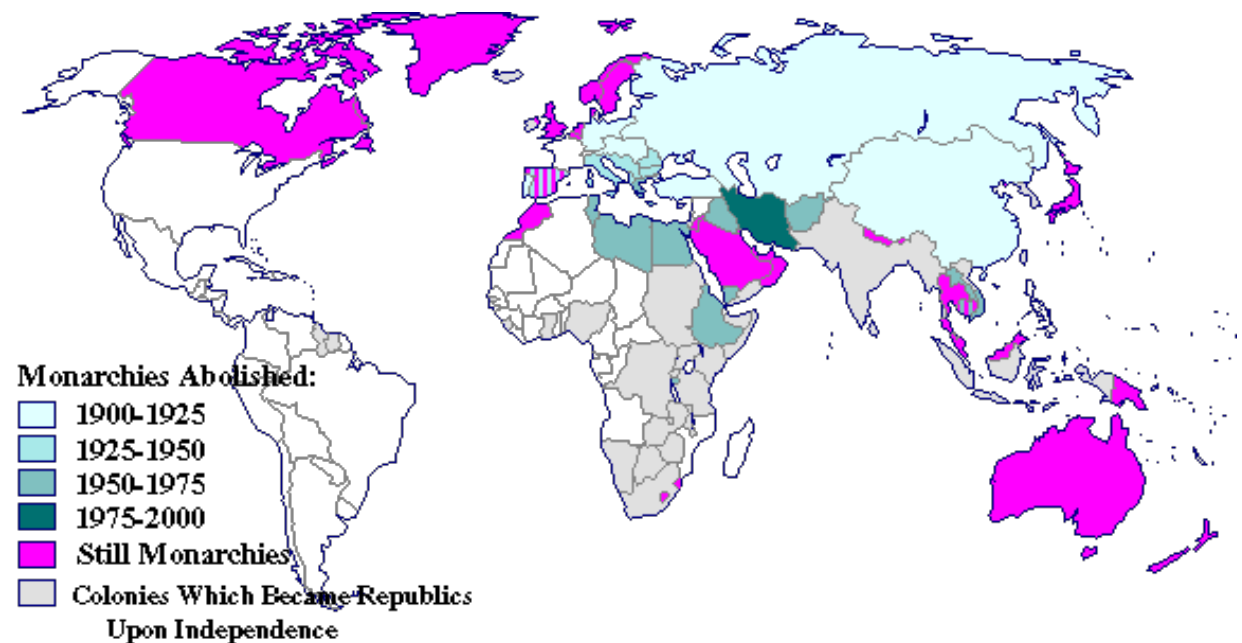 Monarchies Abolished:
1900-1925
1925-1950
1950-1975
1975-2000
Still Monarchies
Colonies Which Became Republics
Upon Independence